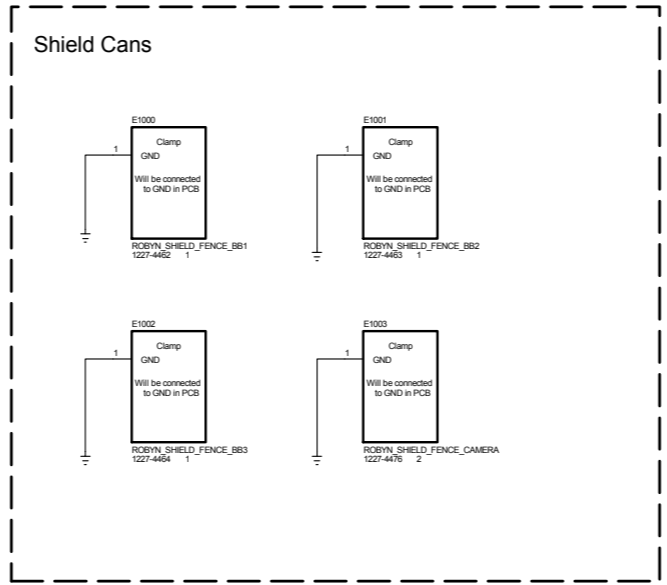 Shield Cans
E1000
Clamp
1
GND
Will be connected
to GND in PCB
ROBYN_SHIELD_FENCE_BB1
1227-4462 1
E1001
Clamp
1
GND
Will be connected
to GND in PCB
ROBYN_SHIELD_FENCE_BB2
1227-4463 1
E1002
Clamp
1
GND
Will be connected
to GND in PCB
ROBYN_SHIELD_FENCE_BB3
1227-4464 1
E1003
Clamp
1
GND
Will be connected
to GND in PCB
ROBYN_SHIELD_FENCE_CAMERA
1227-4476 2